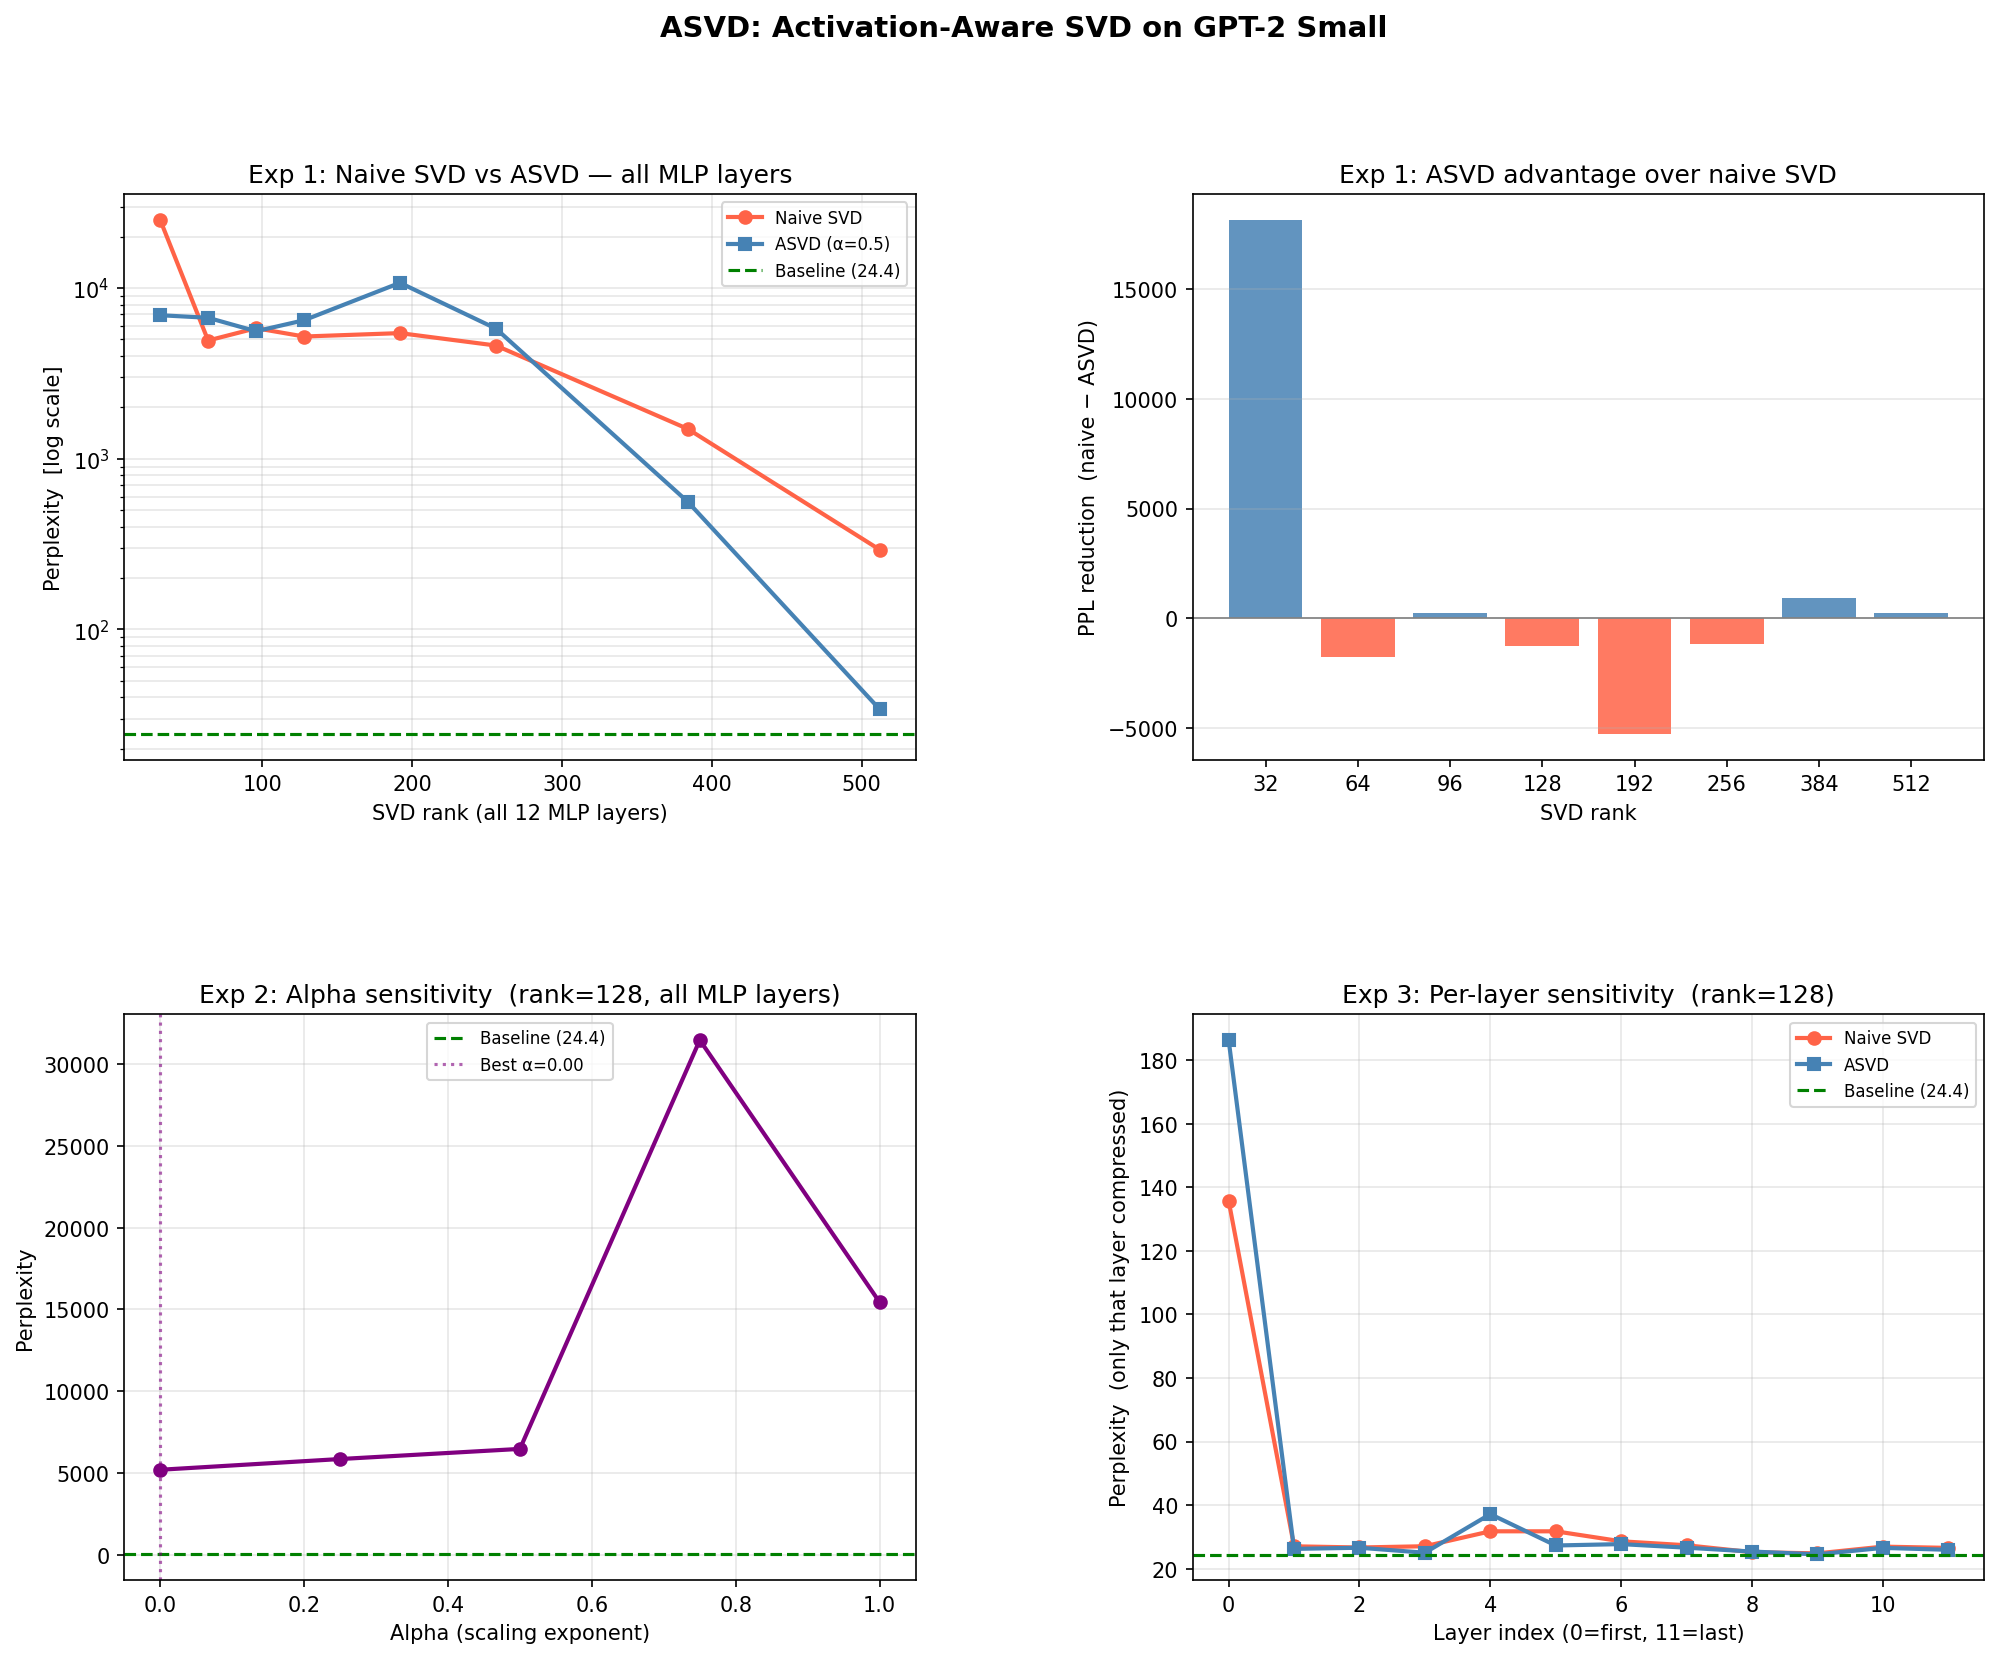 ASVD: Activation-Aware SVD on GPT-2 Small
Exp 1: Naive SVD vs ASVD — all MLP layers
Naive SVD
ASVD (α=0.5)
Baseline (24.4)
Perplexity [log scale]
10⁴
10³
10²
100 200 300 400 500
SVD rank (all 12 MLP layers)
Exp 1: ASVD advantage over naive SVD
PPL reduction (naive − ASVD)
15000
10000
5000
0
−5000
32 64 96 128 192 256 384 512
SVD rank
Exp 2: Alpha sensitivity (rank=128, all MLP layers)
Baseline (24.4)
Best α=0.00
Perplexity
30000
25000
20000
15000
10000
5000
0
0.0 0.2 0.4 0.6 0.8 1.0
Alpha (scaling exponent)
Exp 3: Per-layer sensitivity (rank=128)
Naive SVD
ASVD
Baseline (24.4)
Perplexity (only that layer compressed)
180
160
140
120
100
80
60
40
20
0 2 4 6 8 10
Layer index (0=first, 11=last)